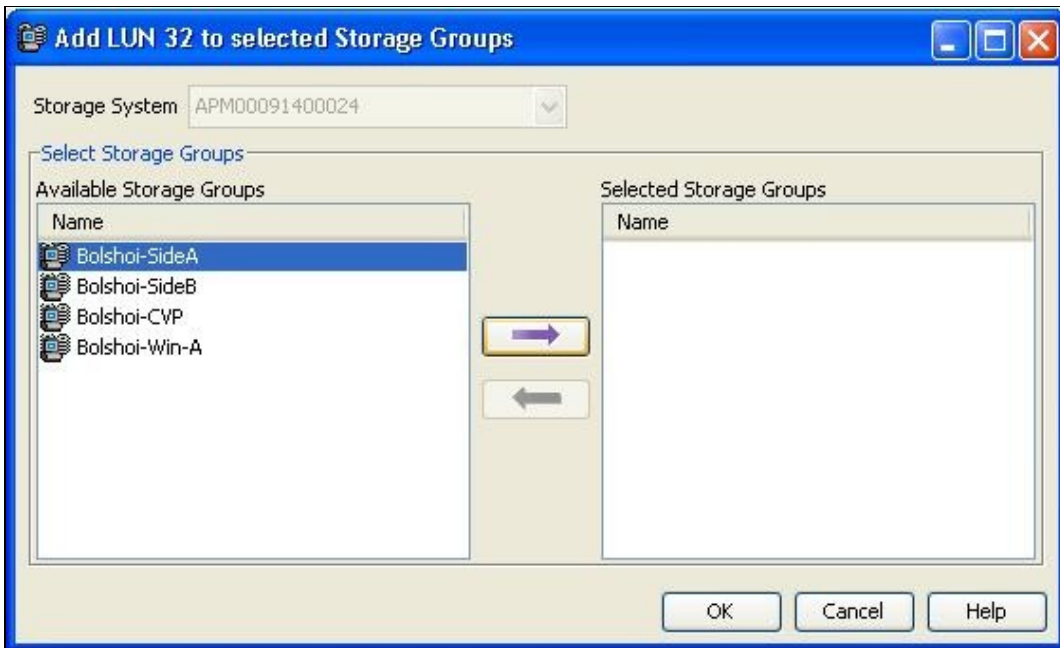 Add LUN 32 to selected Storage Groups
Storage System APM00091400024
Select Storage Groups
Available Storage Groups
Name
Bolshoi-SideA
Bolshoi-SideB
Bolshoi-CVP
Bolshoi-Win-A
Selected Storage Groups
Name
OK Cancel Help